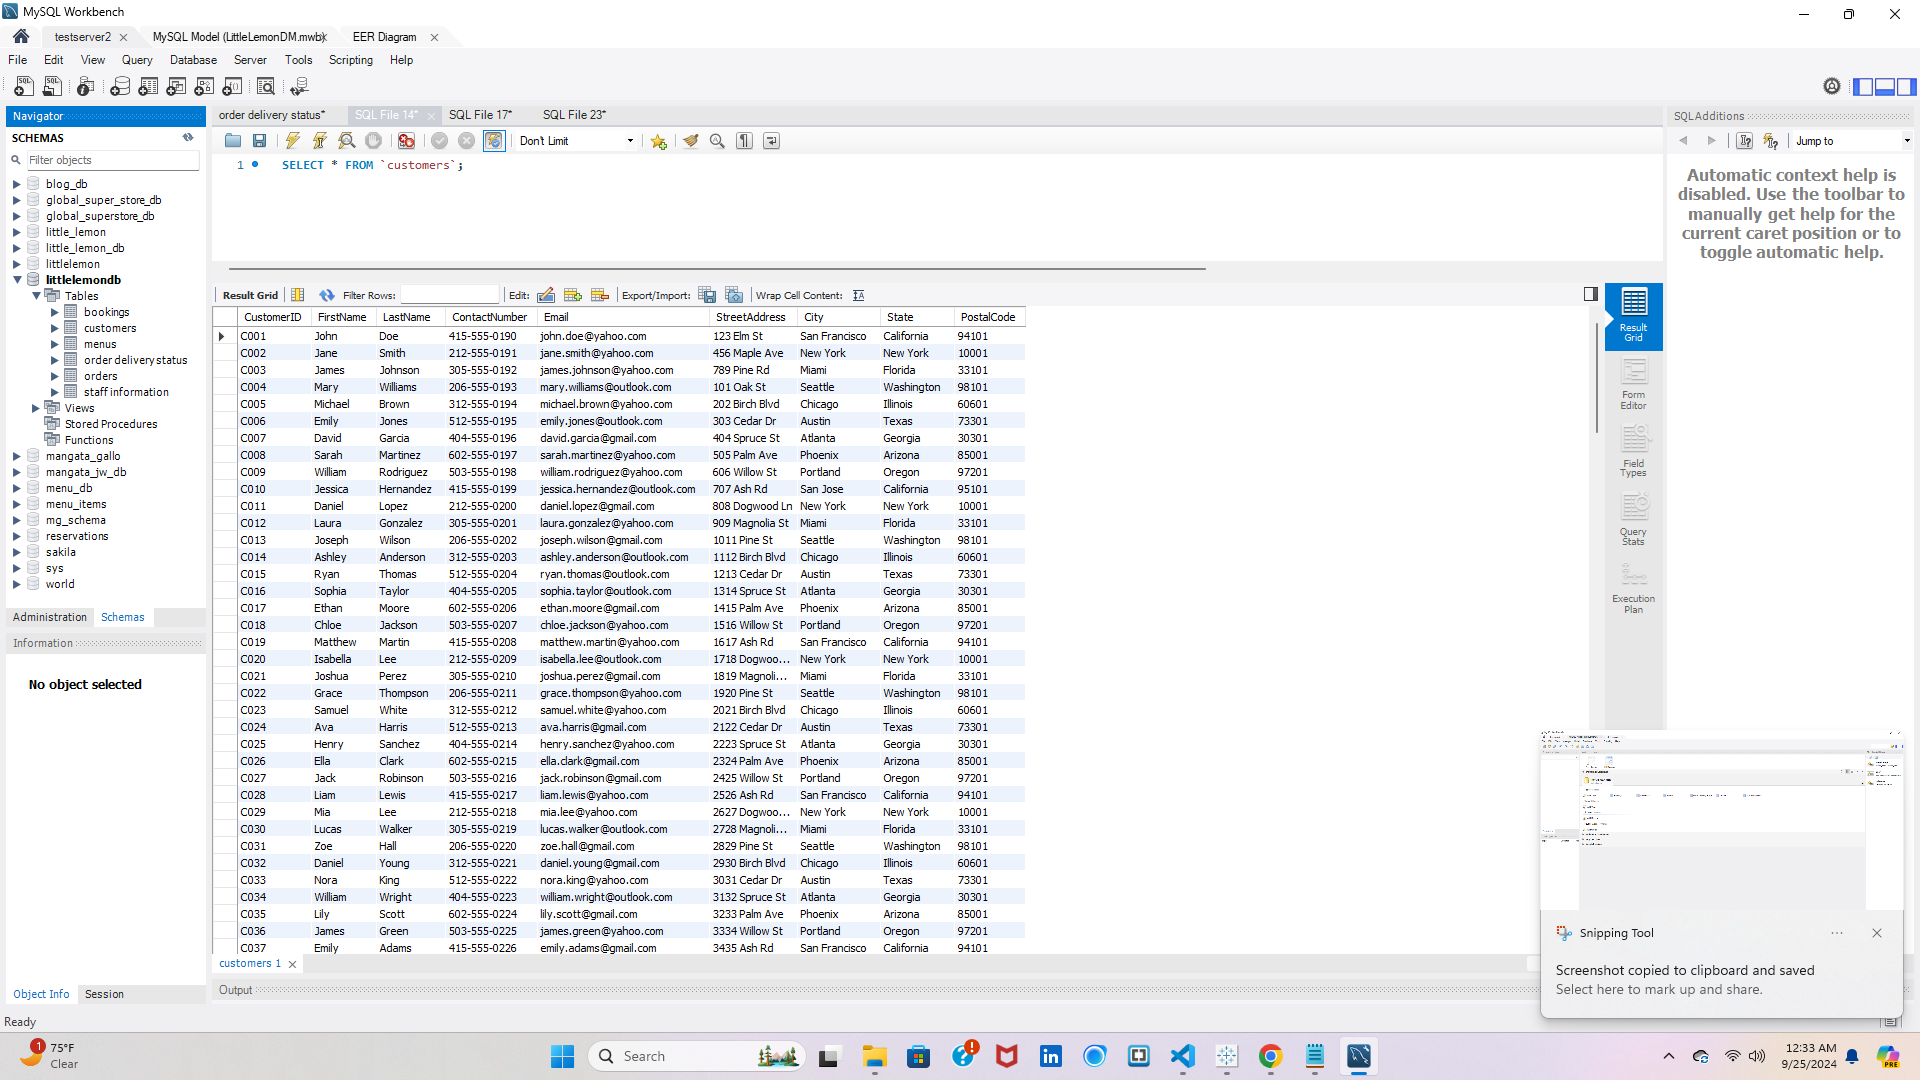 MySQL Workbench
testserver2
MySQL Model (LittleLemonDM.mwb)
EER Diagram
File Edit View Query Database Server Tools Scripting Help
Navigator
SCHEMAS
Filter objects
blog_db
global_super_store_db
global_superstore_db
little_lemon
little_lemon_db
littlelemon
littlelemondb
Tables
bookings
customers
menus
order delivery status
orders
staff information
Views
Stored Procedures
Functions
mangata_gallo
mangata_jw_db
menu_db
menu_items
mg_schema
reservations
sakila
sys
world
Administration Schemas
Information
No object selected
Object Info Session
Ready
order delivery status* SQL File 14* SQL File 17* SQL File 23*
Don't Limit
1 SELECT * FROM `customers`;
Result Grid Filter Rows: Edit: Export/Import: Wrap Cell Content:
CustomerID FirstName LastName ContactNumber Email StreetAddress City State PostalCode
C001 John Doe 415-555-0190 john.doe@yahoo.com 123 Elm St San Francisco California 94101
C002 Jane Smith 212-555-0191 jane.smith@yahoo.com 456 Maple Ave New York New York 10001
C003 James Johnson 305-555-0192 james.johnson@yahoo.com 789 Pine Rd Miami Florida 33101
C004 Mary Williams 206-555-0193 mary.williams@outlook.com 101 Oak St Seattle Washington 98101
C005 Michael Brown 312-555-0194 michael.brown@yahoo.com 202 Birch Blvd Chicago Illinois 60601
C006 Emily Jones 512-555-0195 emily.jones@outlook.com 303 Cedar Dr Austin Texas 73301
C007 David Garcia 404-555-0196 david.garcia@gmail.com 404 Spruce St Atlanta Georgia 30301
C008 Sarah Martinez 602-555-0197 sarah.martinez@yahoo.com 505 Palm Ave Phoenix Arizona 85001
C009 William Rodriguez 503-555-0198 william.rodriguez@yahoo.com 606 Willow St Portland Oregon 97201
C010 Jessica Hernandez 415-555-0199 jessica.hernandez@outlook.com 707 Ash Rd San Jose California 95101
C011 Daniel Lopez 212-555-0200 daniel.lopez@gmail.com 808 Dogwood Ln New York New York 10001
C012 Laura Gonzalez 305-555-0201 laura.gonzalez@yahoo.com 909 Magnolia St Miami Florida 33101
C013 Joseph Wilson 206-555-0202 joseph.wilson@gmail.com 1011 Pine St Seattle Washington 98101
C014 Ashley Anderson 312-555-0203 ashley.anderson@outlook.com 1112 Birch Blvd Chicago Illinois 60601
C015 Ryan Thomas 512-555-0204 ryan.thomas@outlook.com 1213 Cedar Dr Austin Texas 73301
C016 Sophia Taylor 404-555-0205 sophia.taylor@outlook.com 1314 Spruce St Atlanta Georgia 30301
C017 Ethan Moore 602-555-0206 ethan.moore@gmail.com 1415 Palm Ave Phoenix Arizona 85001
C018 Chloe Jackson 503-555-0207 chloe.jackson@yahoo.com 1516 Willow St Portland Oregon 97201
C019 Matthew Martin 415-555-0208 matthew.martin@yahoo.com 1617 Ash Rd San Francisco California 94101
C020 Isabella Lee 212-555-0209 isabella.lee@outlook.com 1718 Dogwoo... New York New York 10001
C021 Joshua Perez 305-555-0210 joshua.perez@gmail.com 1819 Magnoli... Miami Florida 33101
C022 Grace Thompson 206-555-0211 grace.thompson@yahoo.com 1920 Pine St Seattle Washington 98101
C023 Samuel White 312-555-0212 samuel.white@yahoo.com 2021 Birch Blvd Chicago Illinois 60601
C024 Ava Harris 512-555-0213 ava.harris@gmail.com 2122 Cedar Dr Austin Texas 73301
C025 Henry Sanchez 404-555-0214 henry.sanchez@yahoo.com 2223 Spruce St Atlanta Georgia 30301
C026 Ella Clark 602-555-0215 ella.clark@gmail.com 2324 Palm Ave Phoenix Arizona 85001
C027 Jack Robinson 503-555-0216 jack.robinson@gmail.com 2425 Willow St Portland Oregon 97201
C028 Liam Lewis 415-555-0217 liam.lewis@yahoo.com 2526 Ash Rd San Francisco California 94101
C029 Mia Lee 212-555-0218 mia.lee@yahoo.com 2627 Dogwoo... New York New York 10001
C030 Lucas Walker 305-555-0219 lucas.walker@outlook.com 2728 Magnoli... Miami Florida 33101
C031 Zoe Hall 206-555-0220 zoe.hall@gmail.com 2829 Pine St Seattle Washington 98101
C032 Daniel Young 312-555-0221 daniel.young@gmail.com 2930 Birch Blvd Chicago Illinois 60601
C033 Nora King 512-555-0222 nora.king@yahoo.com 3031 Cedar Dr Austin Texas 73301
C034 William Wright 404-555-0223 william.wright@outlook.com 3132 Spruce St Atlanta Georgia 30301
C035 Lily Scott 602-555-0224 lily.scott@gmail.com 3233 Palm Ave Phoenix Arizona 85001
C036 James Green 503-555-0225 james.green@yahoo.com 3334 Willow St Portland Oregon 97201
C037 Emily Adams 415-555-0226 emily.adams@gmail.com 3435 Ash Rd San Francisco California 94101
customers 1
Output
Result
Grid
Form
Editor
Field
Types
Query
Stats
Execution
Plan
SQLAdditions
Jump to
Automatic context help is
disabled. Use the toolbar to
manually get help for the
current caret position or to
toggle automatic help.
Snipping Tool
Screenshot copied to clipboard and saved
Select here to mark up and share.
1
75°F
Clear
Search
12:33 AM
9/25/2024
PRE